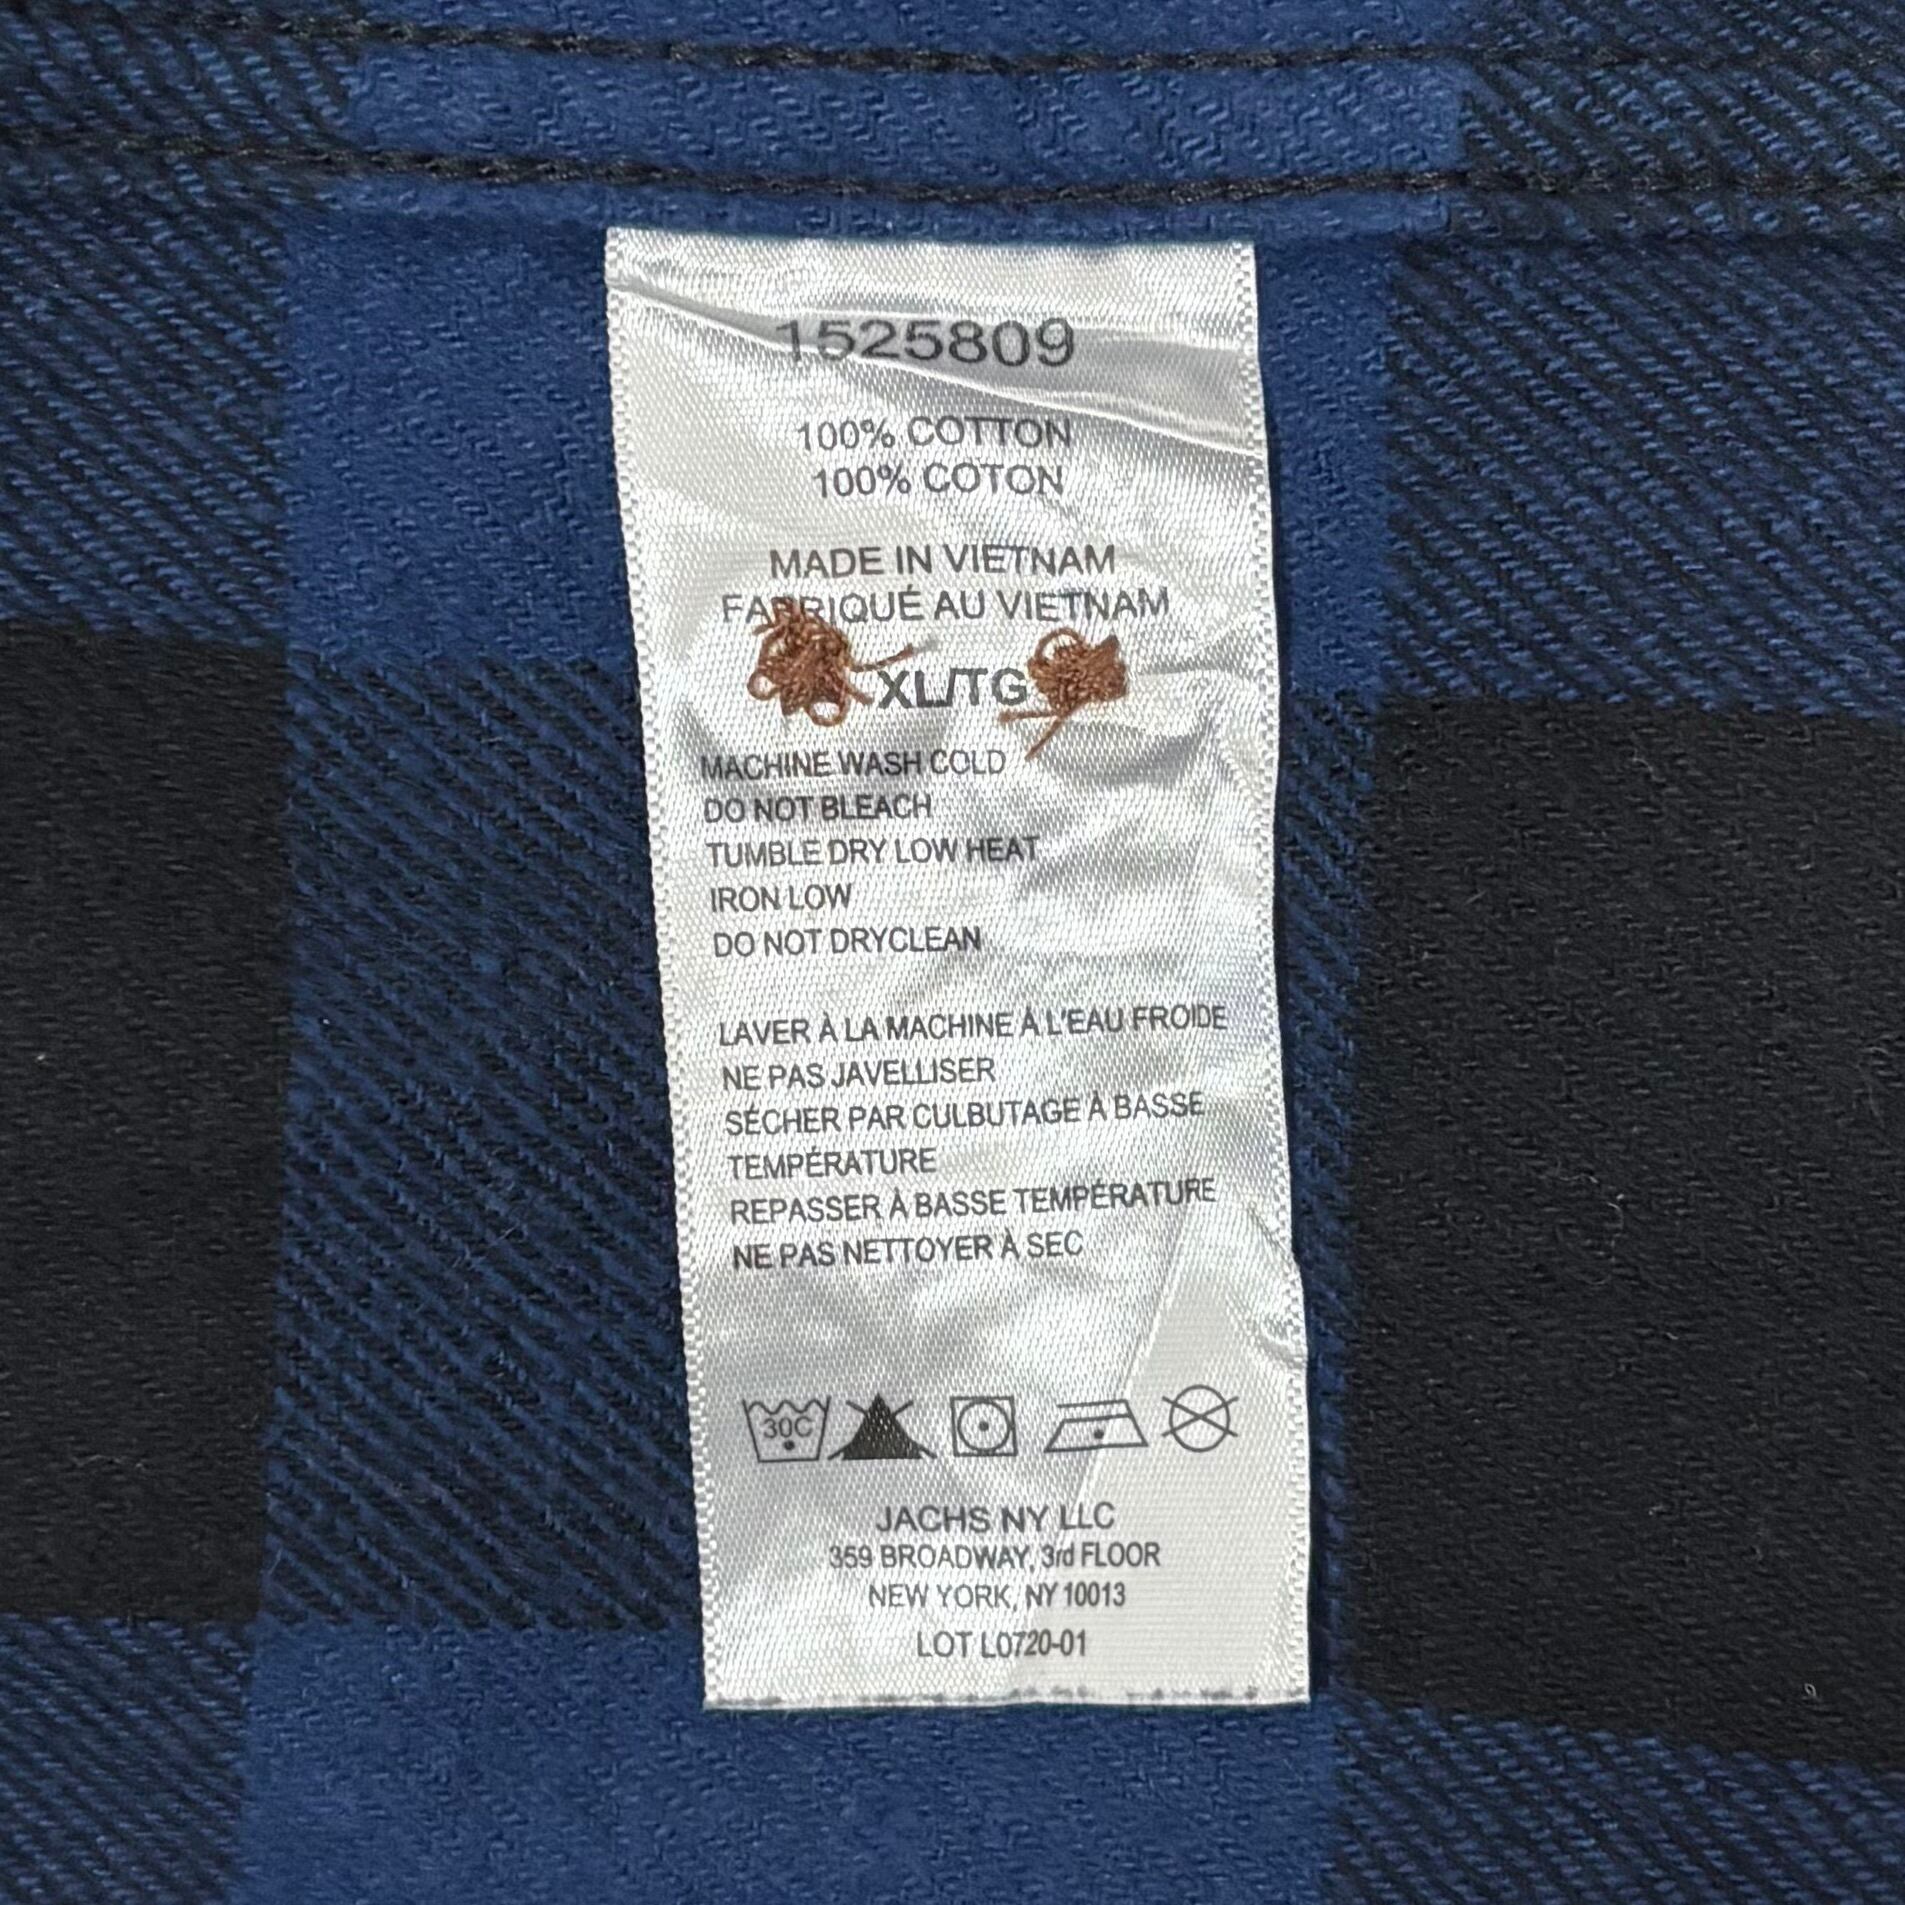 1525809
100% COTTON
100% COTON
MADE IN VIETNAM
FABRIQUÉ AU VIETNAM
XL/TG
MACHINE WASH COLD
DO NOT BLEACH
TUMBLE DRY LOW HEAT
IRON LOW
DO NOT DRYCLEAN
LAVER À LA MACHINE À L'EAU FROIDE
NE PAS JAVELLISER
SÉCHER PAR CULBUTAGE À BASSE
TEMPÉRATURE
REPASSER À BASSE TEMPÉRATURE
NE PAS NETTOYER À SEC
30C
JACHS NY LLC
359 BROADWAY, 3rd FLOOR
NEW YORK, NY 10013
LOT L0720-01